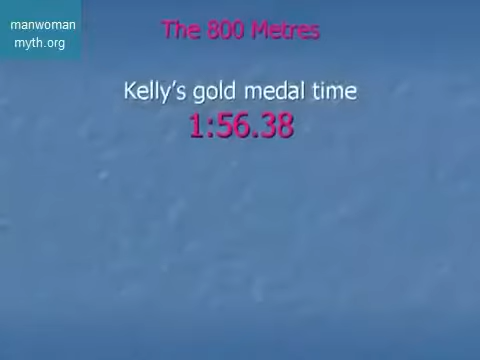 manwoman
myth.org
The 800 Metres
Kelly's gold medal time
1:56.38